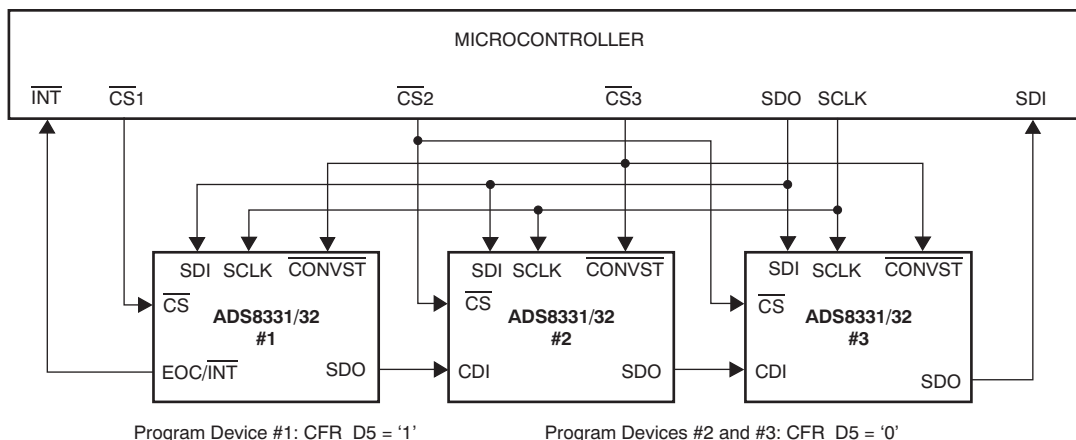 MICROCONTROLLER
INT CS1 CS2 CS3 SDO SCLK SDI
SDI SCLK CONVST
CS
ADS8331/32
#1
EOC/INT
SDO
SDI SCLK CONVST
CS
ADS8331/32
#2
CDI
SDO
SDI SCLK CONVST
CS
ADS8331/32
#3
CDI
SDO
Program Device #1: CFR_D5 = ‘1’
Program Devices #2 and #3: CFR_D5 = ‘0’